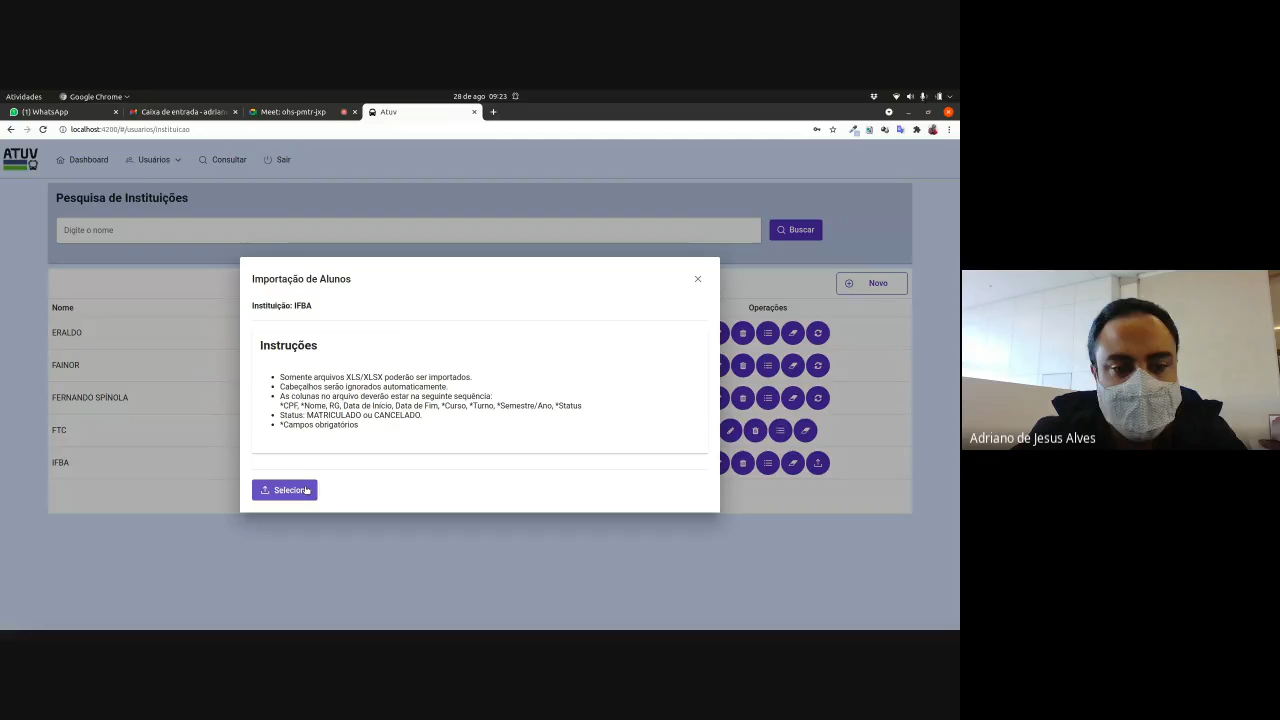 Atividades
Google Chrome
28 de ago 09:23
(1) WhatsApp
Caixa de entrada - adrian
Meet: ohs-pmtr-jxp
Atuv
localhost:4200/#/usuarios/instituicao
ATUV
Dashboard
Usuários
Consultar
Sair
Pesquisa de Instituições
Digite o nome
Buscar
Importação de Alunos
Novo
Instituição: IFBA
Nome
Operações
ERALDO
Instruções
FAINOR
Somente arquivos XLS/XLSX poderão ser importados.
Cabeçalhos serão ignorados automaticamente.
As colunas no arquivo deverão estar na seguinte sequência:
*CPF, *Nome, RG, Data de Início, Data de Fim, *Curso, *Turno, *Semestre/Ano, *Status
Status: MATRICULADO ou CANCELADO.
*Campos obrigatórios
FERNANDO SPÍNOLA
FTC
IFBA
Adriano de Jesus Alves